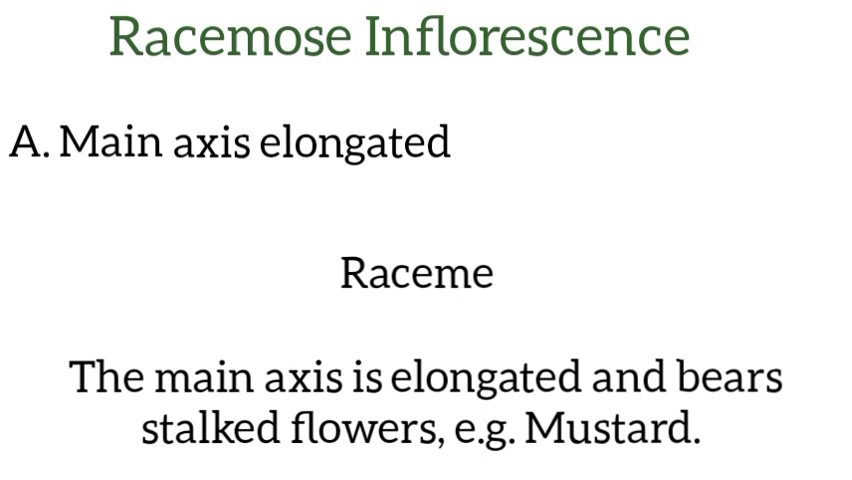 Racemose Inflorescence
A. Main axis elongated
Raceme
The main axis is elongated and bears
stalked flowers, e.g. Mustard.